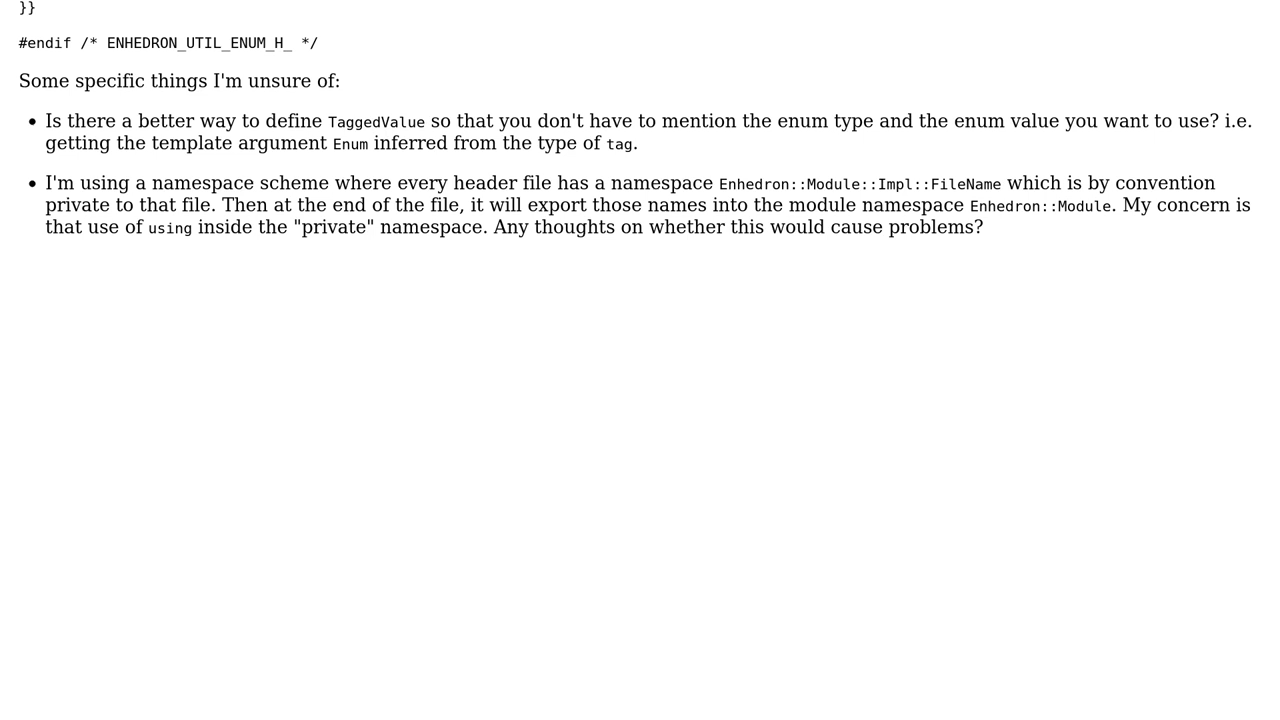 }}
#endif /* ENHEDRON_UTIL_ENUM_H_ */
Some specific things I'm unsure of:
• Is there a better way to define TaggedValue so that you don't have to mention the enum type and the enum value you want to use? i.e.
getting the template argument Enum inferred from the type of tag.
• I'm using a namespace scheme where every header file has a namespace Enhedron::Module::Impl::FileName which is by convention
private to that file. Then at the end of the file, it will export those names into the module namespace Enhedron::Module. My concern is
that use of using inside the "private" namespace. Any thoughts on whether this would cause problems?